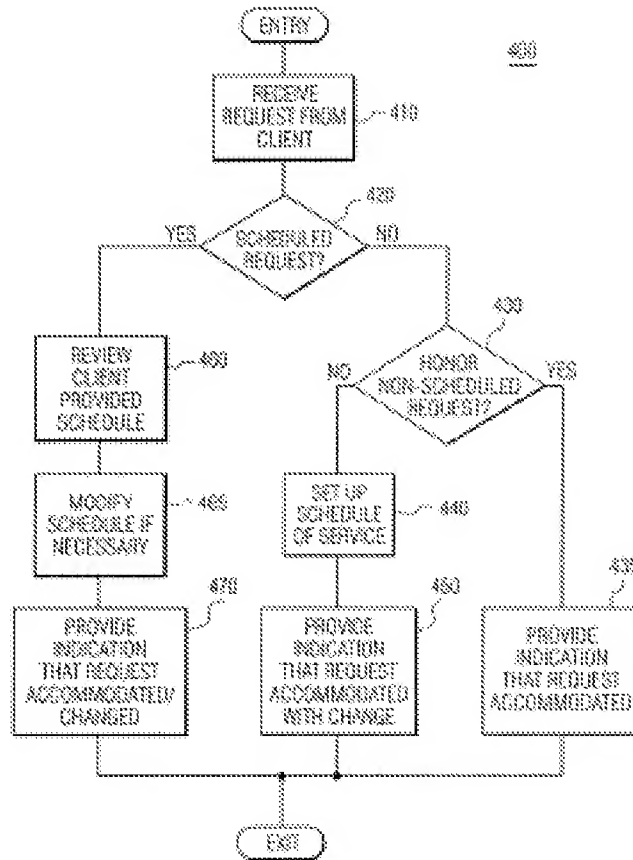 ENTRY
400
RECEIVE
REQUEST FROM
CLIENT
410
420
YES
SCHEDULED
REQUEST?
NO
430
REVIEW
CLIENT
PROVIDED
SCHEDULE
NO
HONOR
NON-SCHEDULED
REQUEST?
YES
MODIFY
SCHEDULE IF
NECESSARY
SET UP
SCHEDULE
OF SERVICE
440
470
PROVIDE
INDICATION
THAT REQUEST
ACCOMMODATED/
CHANGED
450
PROVIDE
INDICATION
THAT REQUEST
ACCOMMODATED
WITH CHANGE
435
PROVIDE
INDICATION
THAT REQUEST
ACCOMMODATED
EXIT